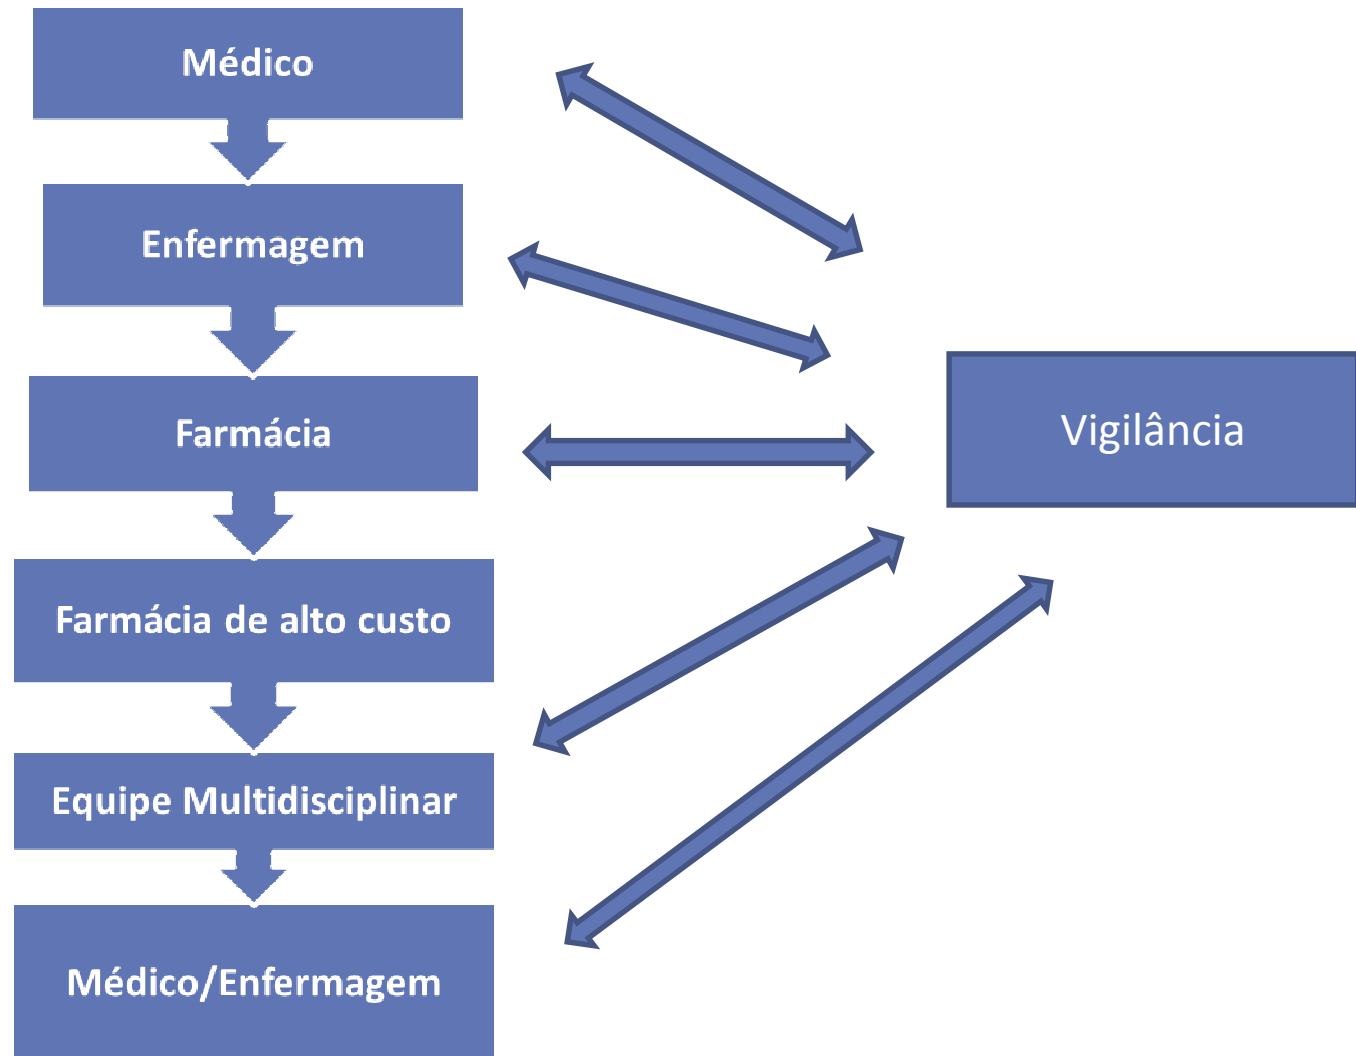 Médico
Enfermagem
Farmácia
Vigilância
Farmácia de alto custo
Equipe Multidisciplinar
Médico/Enfermagem